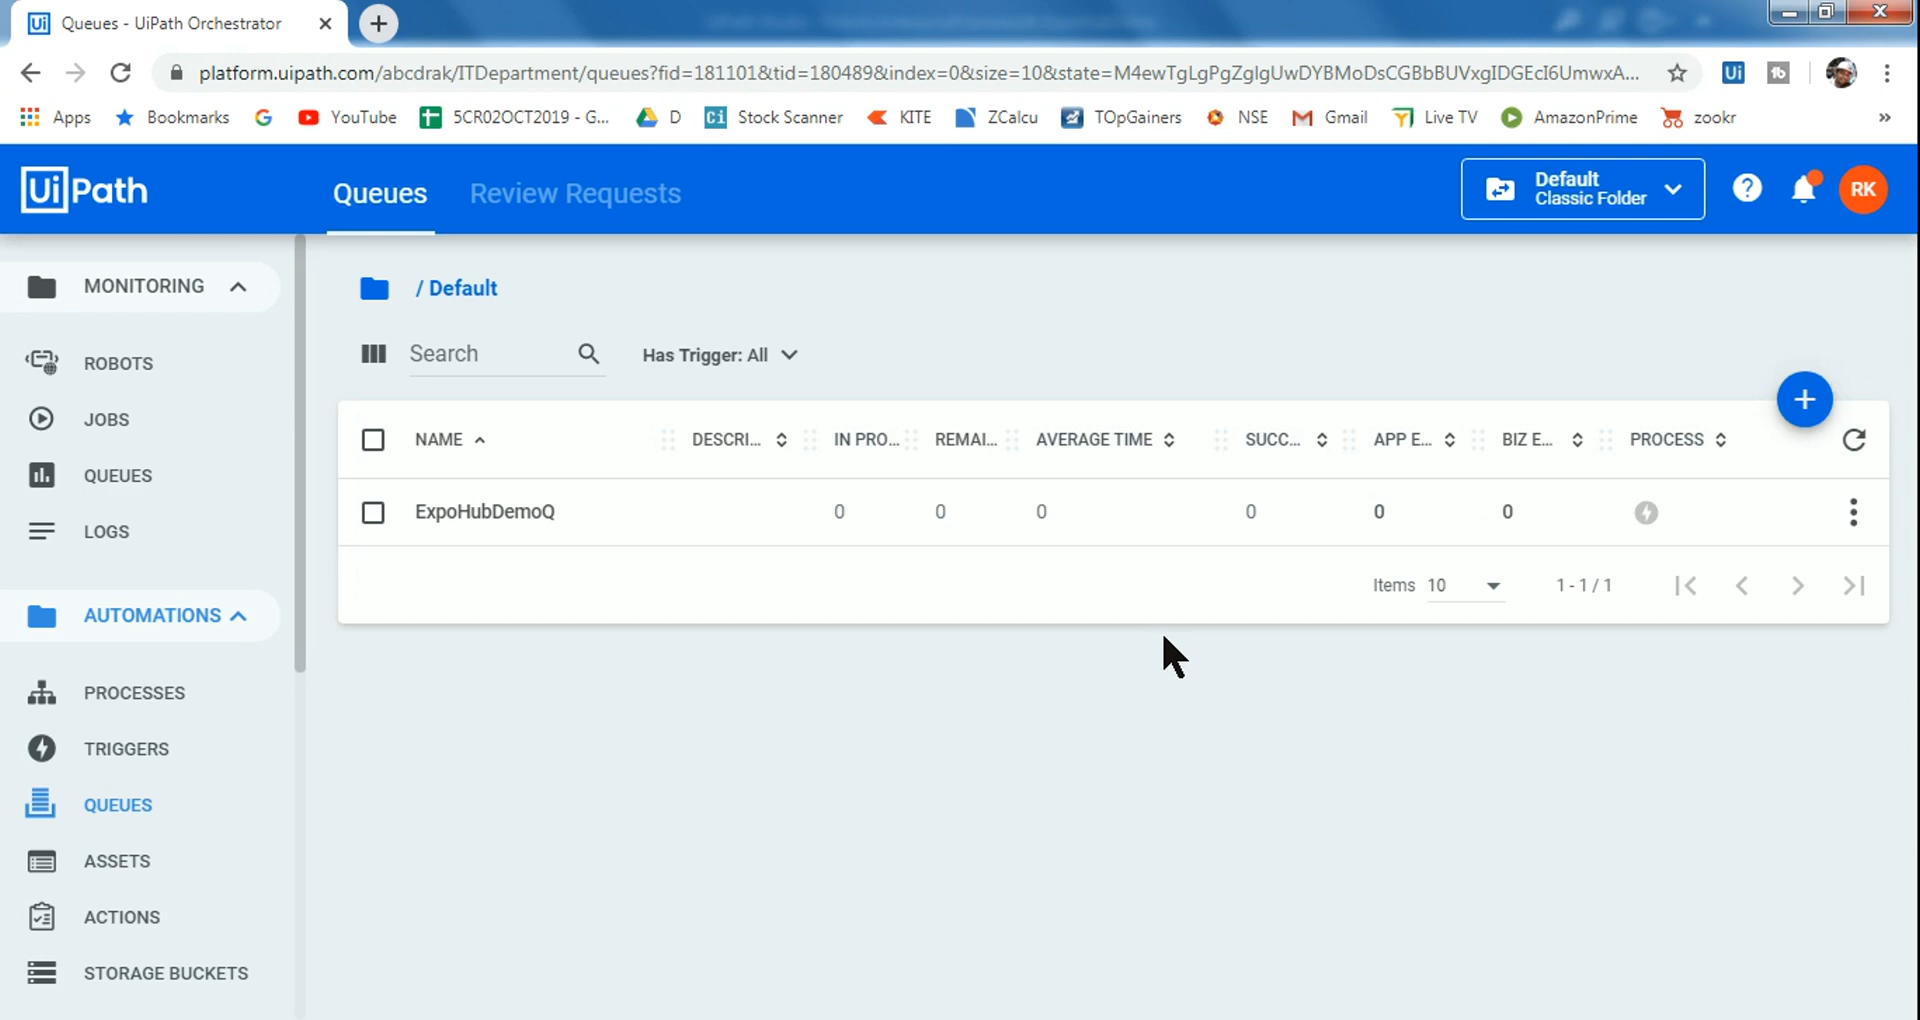 Queues - UiPath Orchestrator
platform.uipath.com/abcdrak/ITDepartment/queues?fid=181101&tid=180489&index=0&size=10&state=M4ewTgLgPgZglgUwDYBMoDsCGBbBUVxgIDGEcI6UmwxA...
Apps Bookmarks YouTube 5CR02OCT2019 - G... D Ci Stock Scanner KITE ZCalcu TOpGainers NSE Gmail Live TV AmazonPrime zookr »
UiPath Queues Review Requests Default RK
Classic Folder
MONITORING
/ Default
Search Has Trigger: All
ROBOTS
JOBS
NAME DESCRI... IN PRO... REMAI... AVERAGE TIME SUCC... APP E... BIZ E... PROCESS
QUEUES
ExpoHubDemoQ 0 0 0 0 0 0
LOGS
Items 10 1 - 1 / 1
AUTOMATIONS
PROCESSES
TRIGGERS
QUEUES
ASSETS
ACTIONS
STORAGE BUCKETS